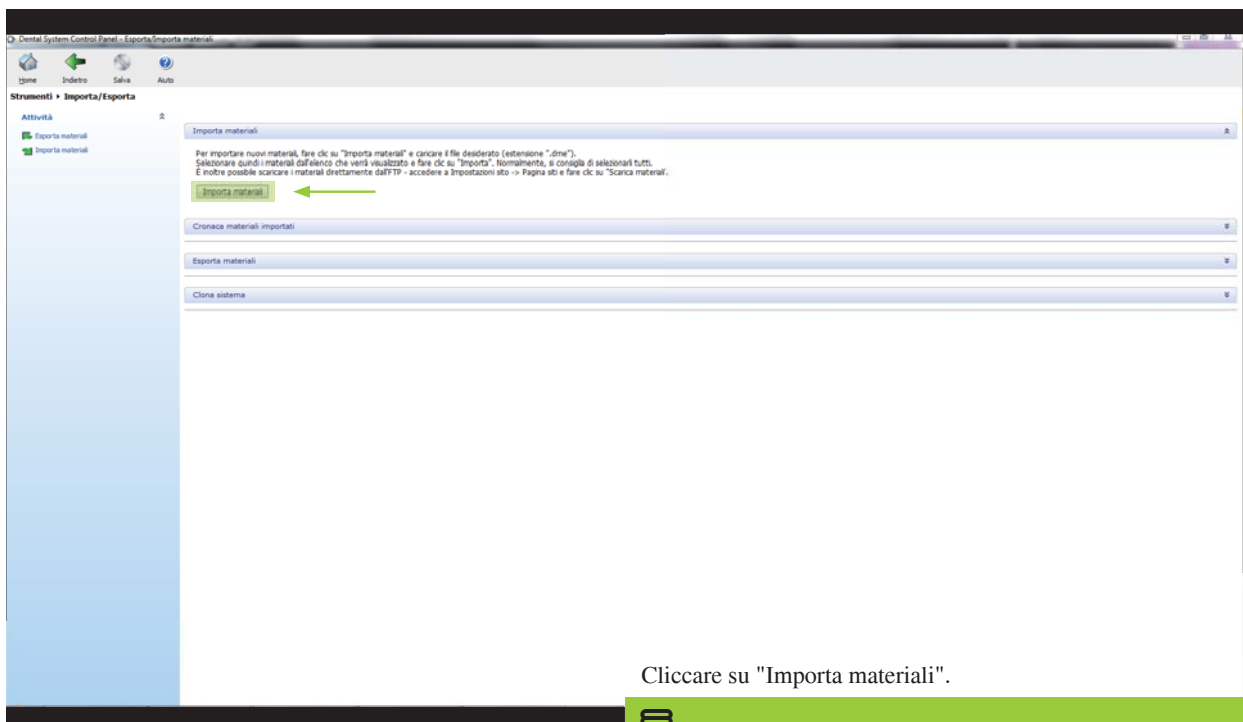 Dental System Control Panel - Esporta/Importa materiali
Home Indietro Salva Aiuto
Strumenti ▸ Importa/Esporta
Attività
Esporta materiali
Importa materiali
Importa materiali
Per importare nuovi materiali, fare clic su "Importa materiali" e caricare il file desiderato (estensione ".dme").
Selezionare quindi i materiali dall'elenco che verrà visualizzato e fare clic su "Importa". Normalmente, si consiglia di selezionarli tutti.
È inoltre possibile scaricare i materiali direttamente dall'FTP - accedere a Impostazioni sito -> Pagina siti e fare clic su "Scarica materiali".
Importa materiali
Cronaca materiali importati
Esporta materiali
Clona sistema
Cliccare su "Importa materiali".